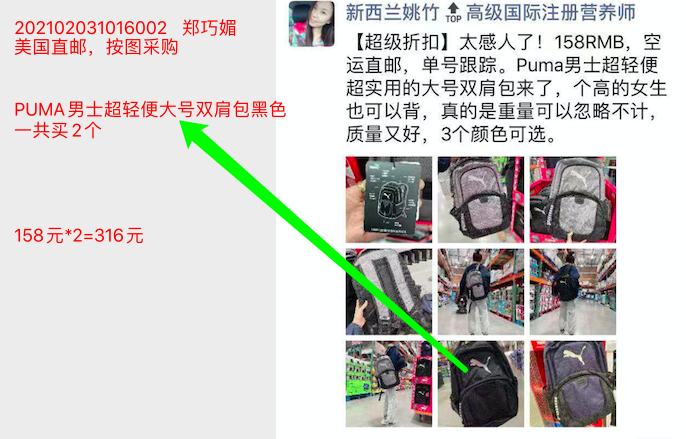 202102031016002 郑巧媚
美国直邮，按图采购
PUMA男士超轻便大号双肩包黑色
一共买2个
158元*2=316元
新西兰姚竹 TOP 高级国际注册营养师
【超级折扣】太感人了！158RMB，空
运直邮，单号跟踪。Puma男士超轻便
超实用的大号双肩包来了，个高的女生
也可以背，真的是重量可以忽略不计，
质量又好，3个颜色可选。